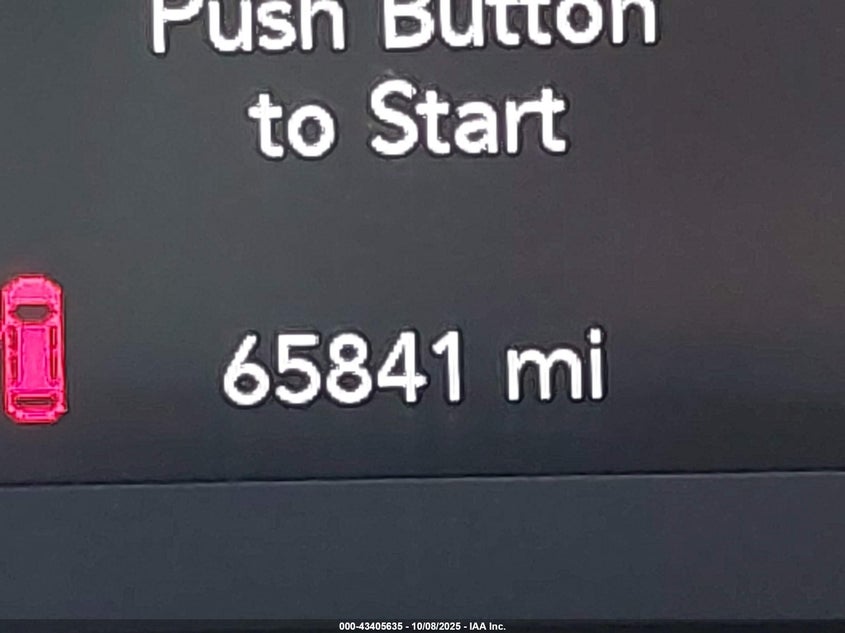 Push Button
to Start
65841 mi
000-43405635 - 10/08/2025 - IAA Inc.